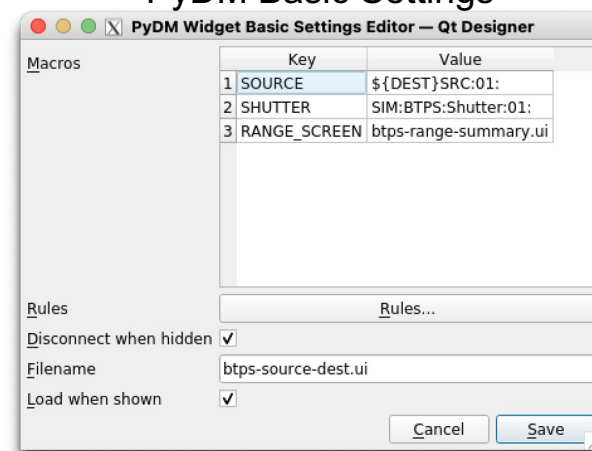 PyDM Basic Settings
X PyDM Widget Basic Settings Editor — Qt Designer
Macros
Key Value
1 SOURCE ${DEST}SRC:01:
2 SHUTTER SIM:BTPS:Shutter:01:
3 RANGE_SCREEN btps-range-summary.ui
Rules Rules...
Disconnect when hidden
Filename btps-source-dest.ui
Load when shown
Cancel Save